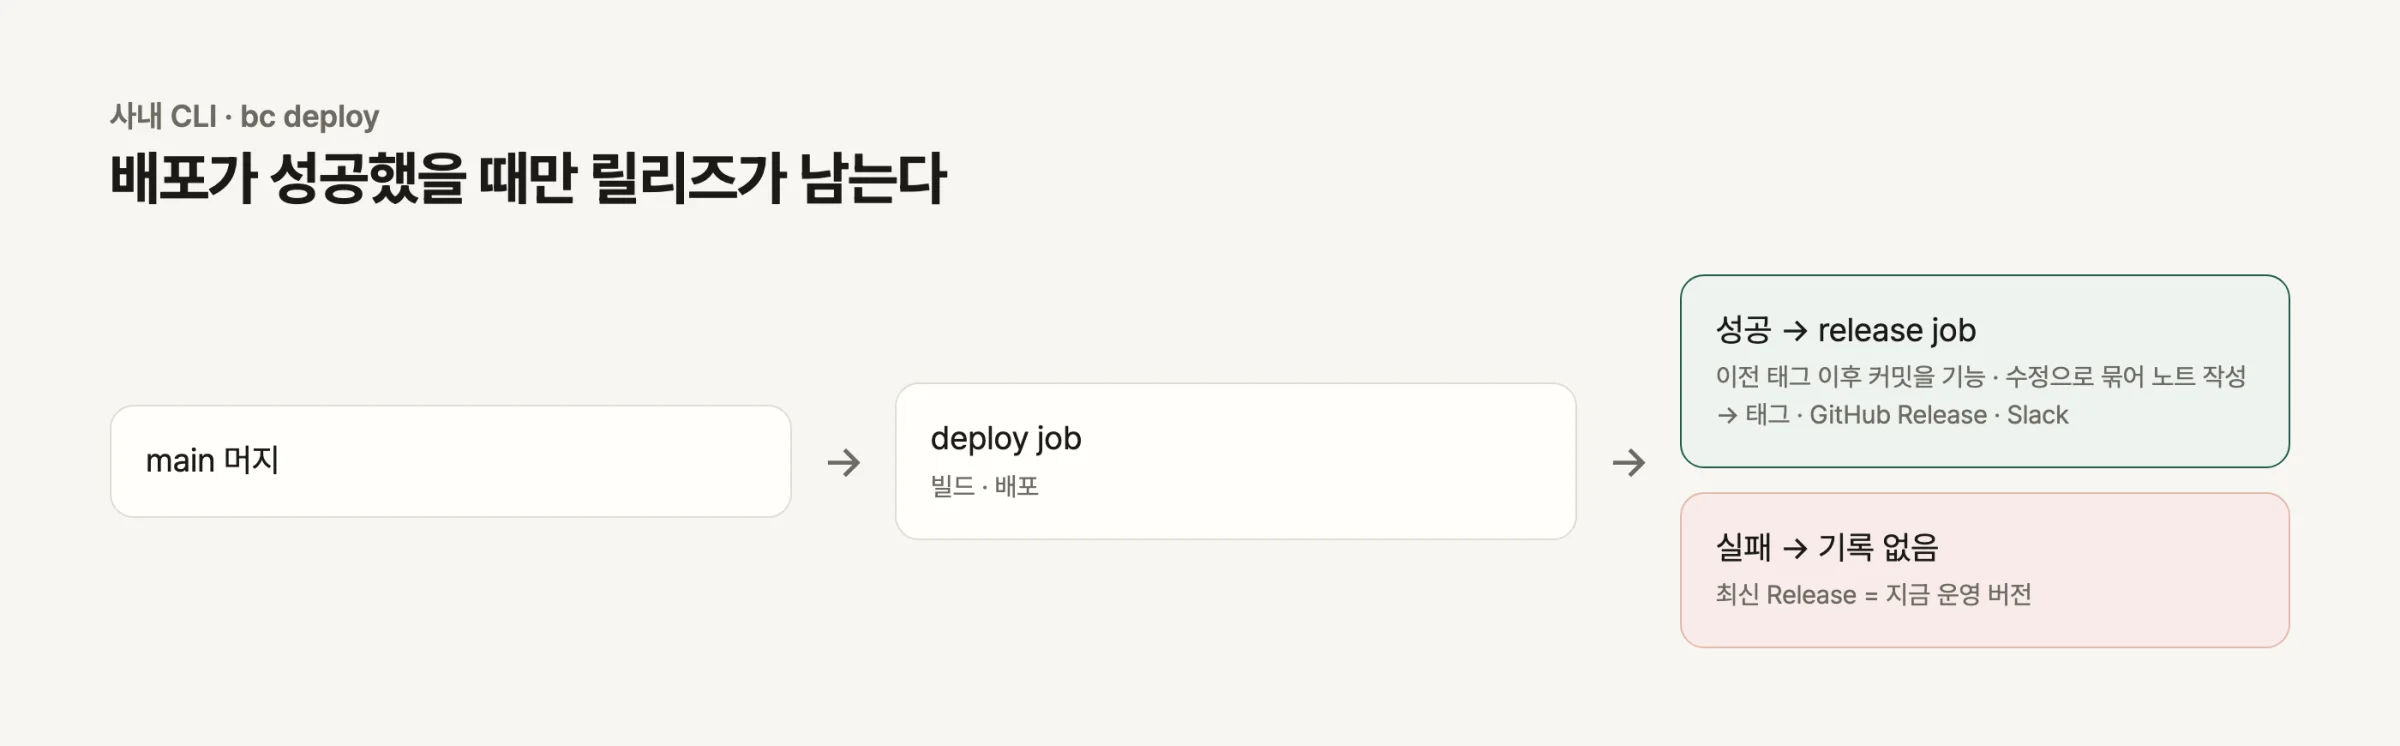 사내 CLI · bc deploy
배포가 성공했을 때만 릴리즈가 남는다
main 머지
→
deploy job
빌드 · 배포
→
성공 → release job
이전 태그 이후 커밋을 기능 · 수정으로 묶어 노트 작성
→ 태그 · GitHub Release · Slack
실패 → 기록 없음
최신 Release = 지금 운영 버전